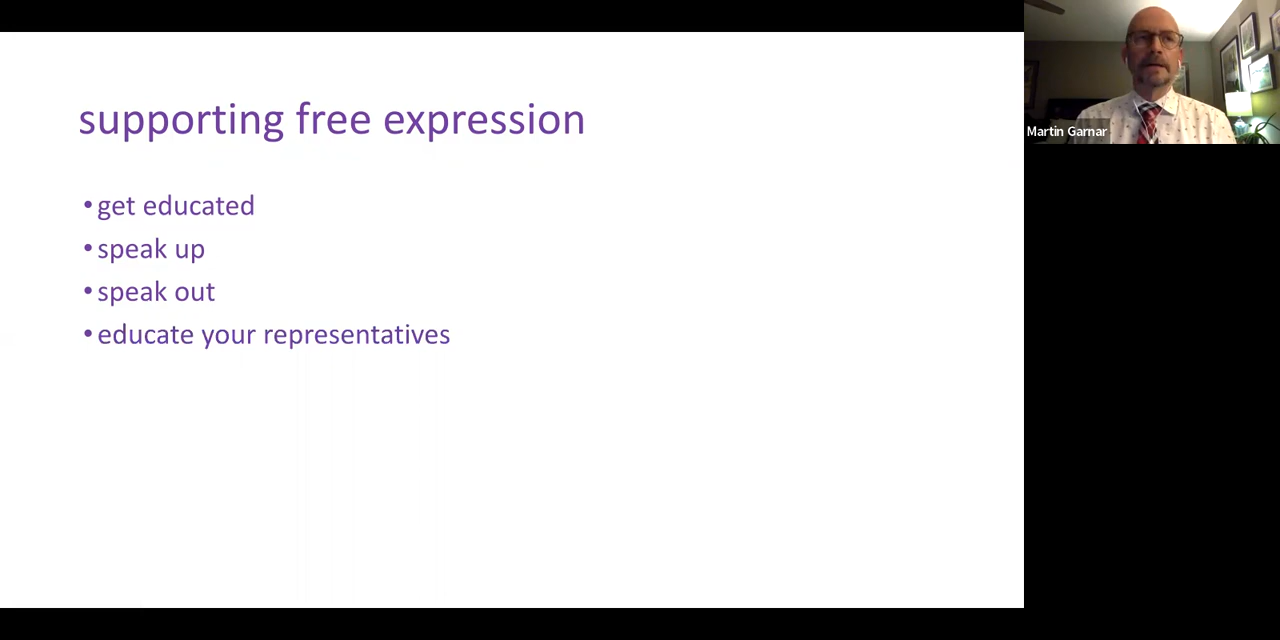 supporting free expression
• get educated
• speak up
• speak out
• educate your representatives
Martin Garnar